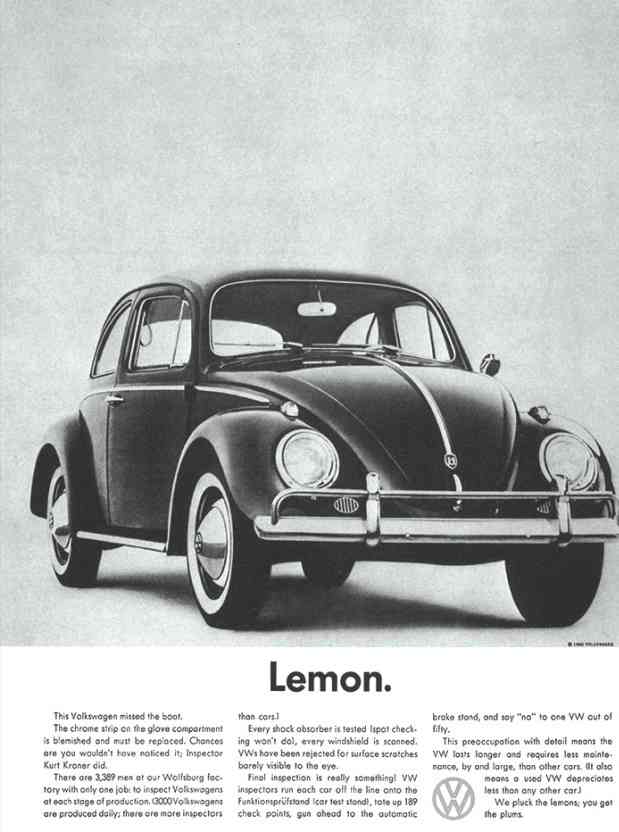 © 1960 VOLKSWAGEN
Lemon.
This Volkswagen missed the boat.
The chrome strip on the glove compartment
is blemished and must be replaced. Chances
are you wouldn't have noticed it; Inspector
Kurt Kroner did.
There are 3,389 men at our Wolfsburg fac-
tory with only one job: to inspect Volkswagens
at each stage of production. (3000 Volkswagens
are produced daily; there are more inspectors
than cars.)
Every shock absorber is tested (spot check-
ing won't do), every windshield is scanned.
VWs have been rejected for surface scratches
barely visible to the eye.
Final inspection is really something! VW
inspectors run each car off the line onto the
Funktionsprüfstand (car test stand), tote up 189
check points, gun ahead to the automatic
brake stand, and say "no" to one VW out of
fifty.
This preoccupation with detail means the
VW lasts longer and requires less mainte-
nance, by and large, than other cars. (It also
means a used VW depreciates
less than any other car.)
We pluck the lemons; you get
the plums.
VW